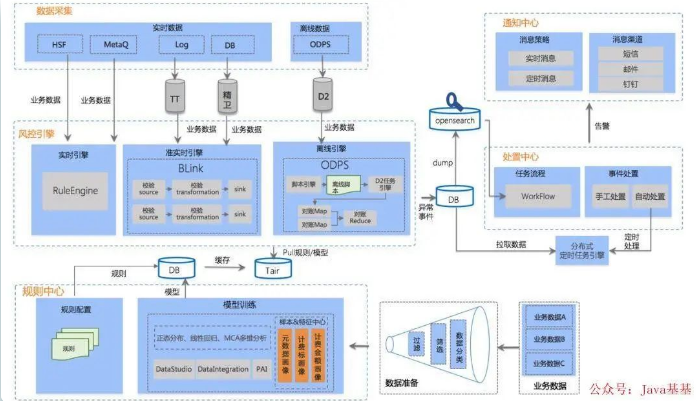 数据采集
实时数据
离线数据
HSF
MetaQ
Log
DB
ODPS
TT
精卫
D2
业务数据
业务数据
业务数据
业务数据
业务数据
风控引擎
实时引擎
RuleEngine
准实时引擎
BLink
校验 source
校验 transformation
sink
校验 source
校验 transformation
sink
离线引擎
ODPS
脚本引擎
离线脚本
D2任务引擎
对账Map
对账Map
对账Reduce
异常事件
DB
dump
opensearch
通知中心
消息策略
实时消息
定时消息
消息渠道
短信
邮件
钉钉
告警
处置中心
任务流程
WorkFlow
事件处置
手工处置
自动处置
拉取数据
定时处理
分布式
定时任务引擎
Pull规则/模型
规则
DB
缓存
Tair
模型
规则中心
规则配置
规则
模型训练
正态分布、线性回归、MCA多维分析
DataStudio
DataIntegration
PAI
样本&特征中心
元数据画像
计费标画像
计费金额画像
过滤
筛选
数据分类
数据准备
业务数据A
业务数据B
业务数据C
业务数据
公众号：Java基基